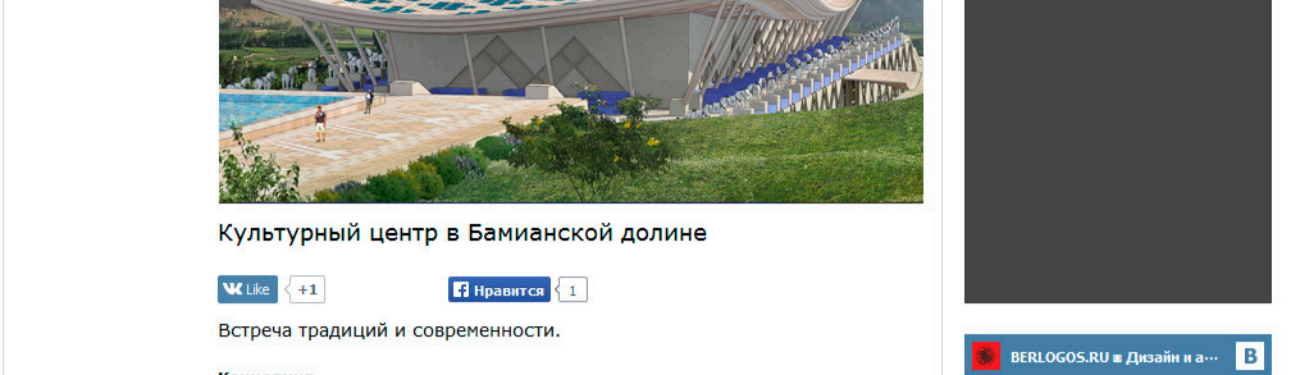 Культурный центр в Бамианской долине
Like +1
Нравится 1
Встреча традиций и современности.
BERLOGOS.RU в Дизайн и а...
B